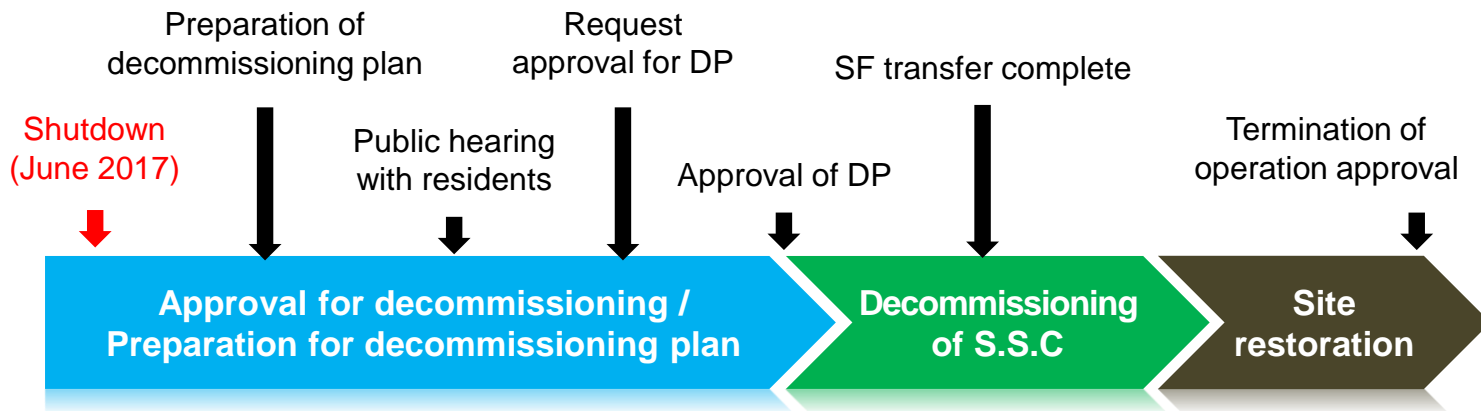 Preparation of
decommissioning plan
Request
approval for DP
SF transfer complete
Shutdown
(June 2017)
Public hearing
with residents
Approval of DP
Termination of
operation approval
Approval for decommissioning /
Preparation for decommissioning plan
Decommissioning
of S.S.C
Site
restoration